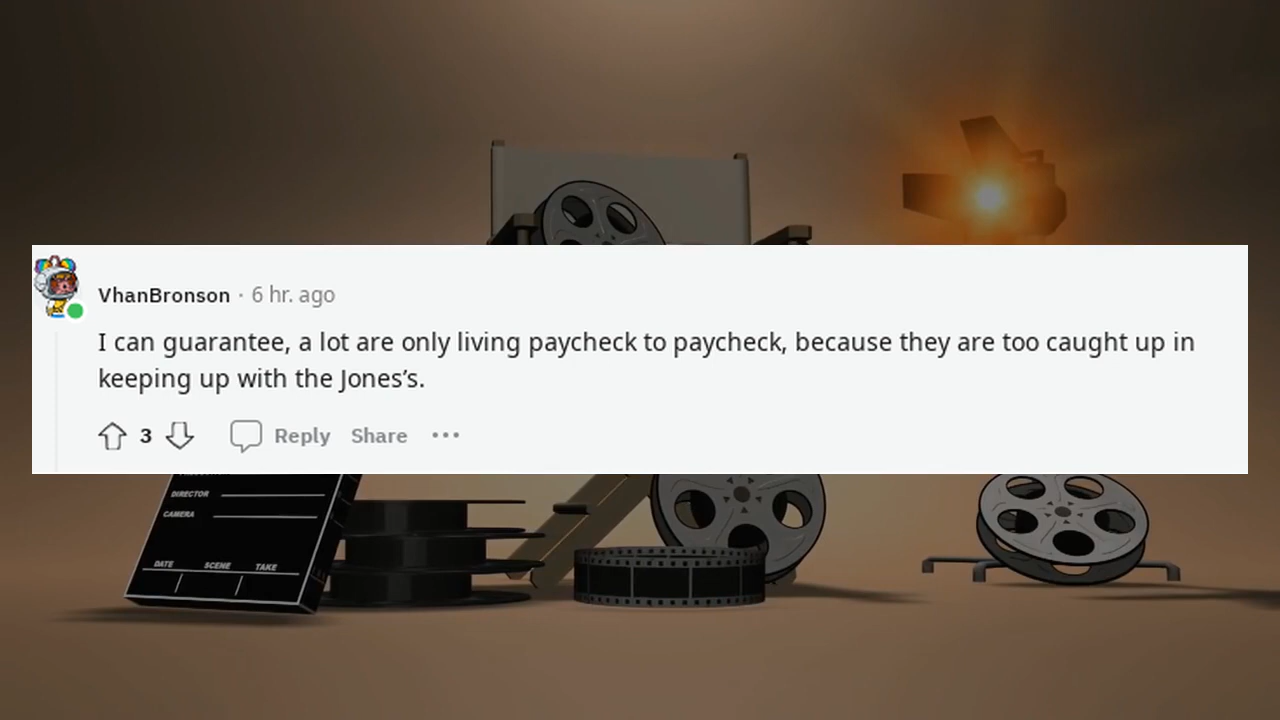 VhanBronson · 6 hr. ago
I can guarantee, a lot are only living paycheck to paycheck, because they are too caught up in
keeping up with the Jones’s.
3 Reply Share
DIRECTOR
CAMERA
DATE SCENE TAKE